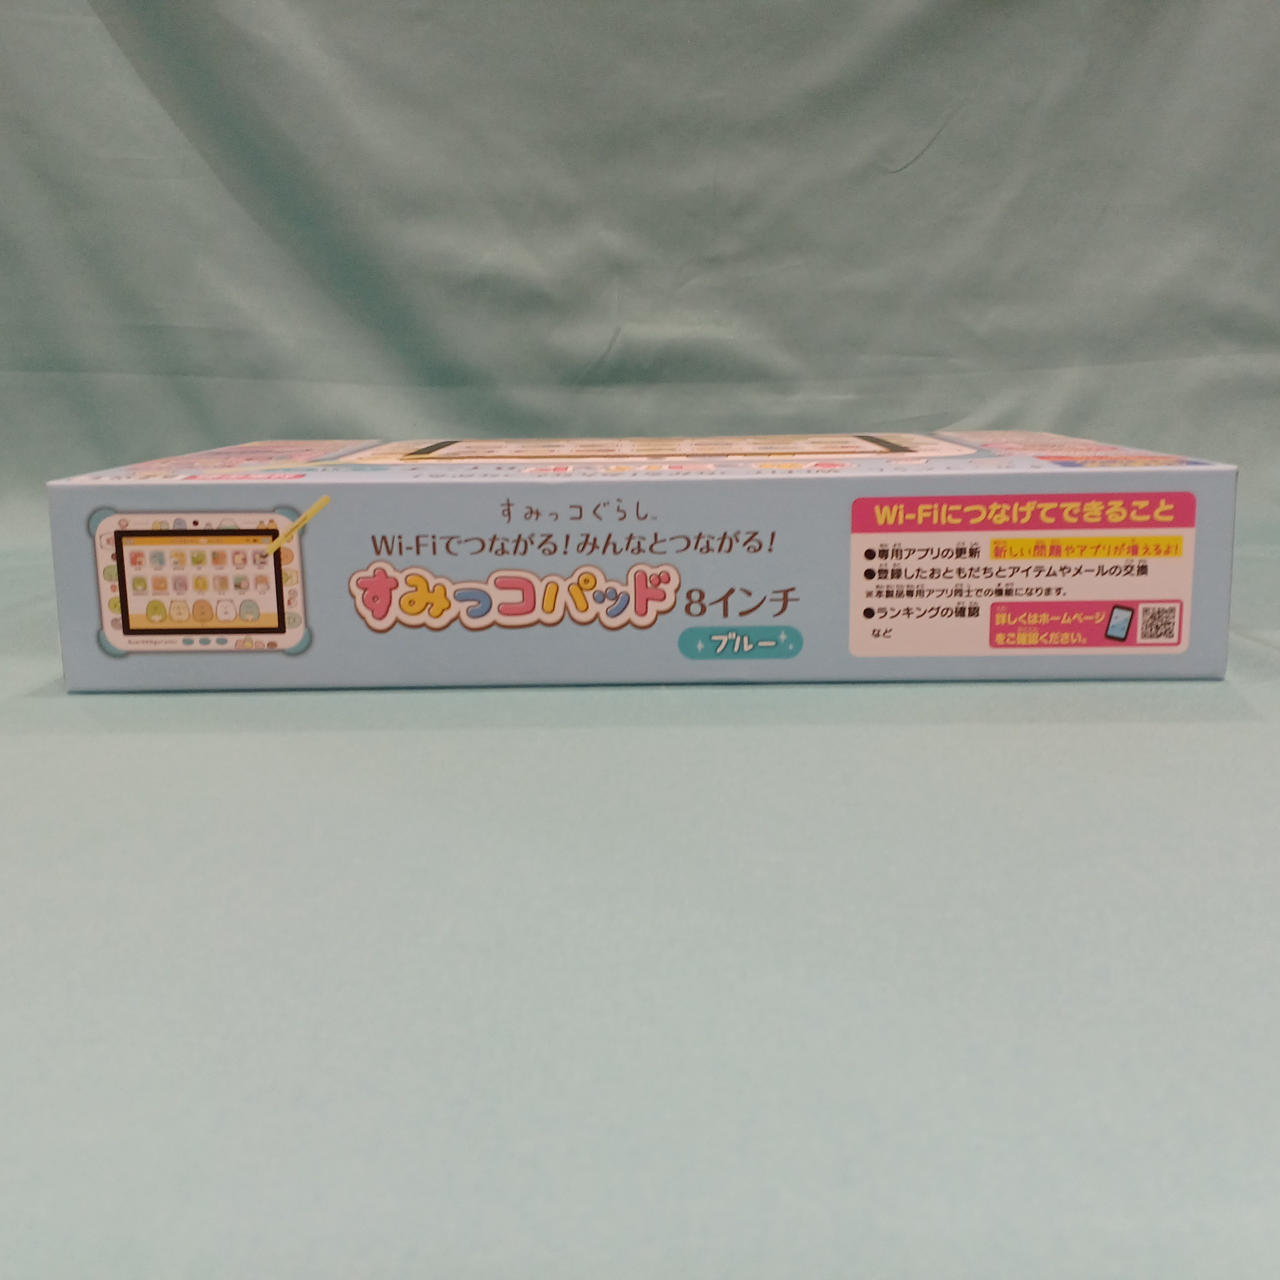 すみっコぐらし
Wi-Fiでつながる！みんなとつながる！
すみっコパッド 8インチ
ブルー
Wi-Fiにつなげてできること
●専用アプリの更新 新しい問題やアプリが増えるよ！
●登録したおともだちとアイテムやメールの交換
※本製品専用アプリ同士での機能になります。
●ランキングの確認
など
詳しくはホームページ
をご確認ください。